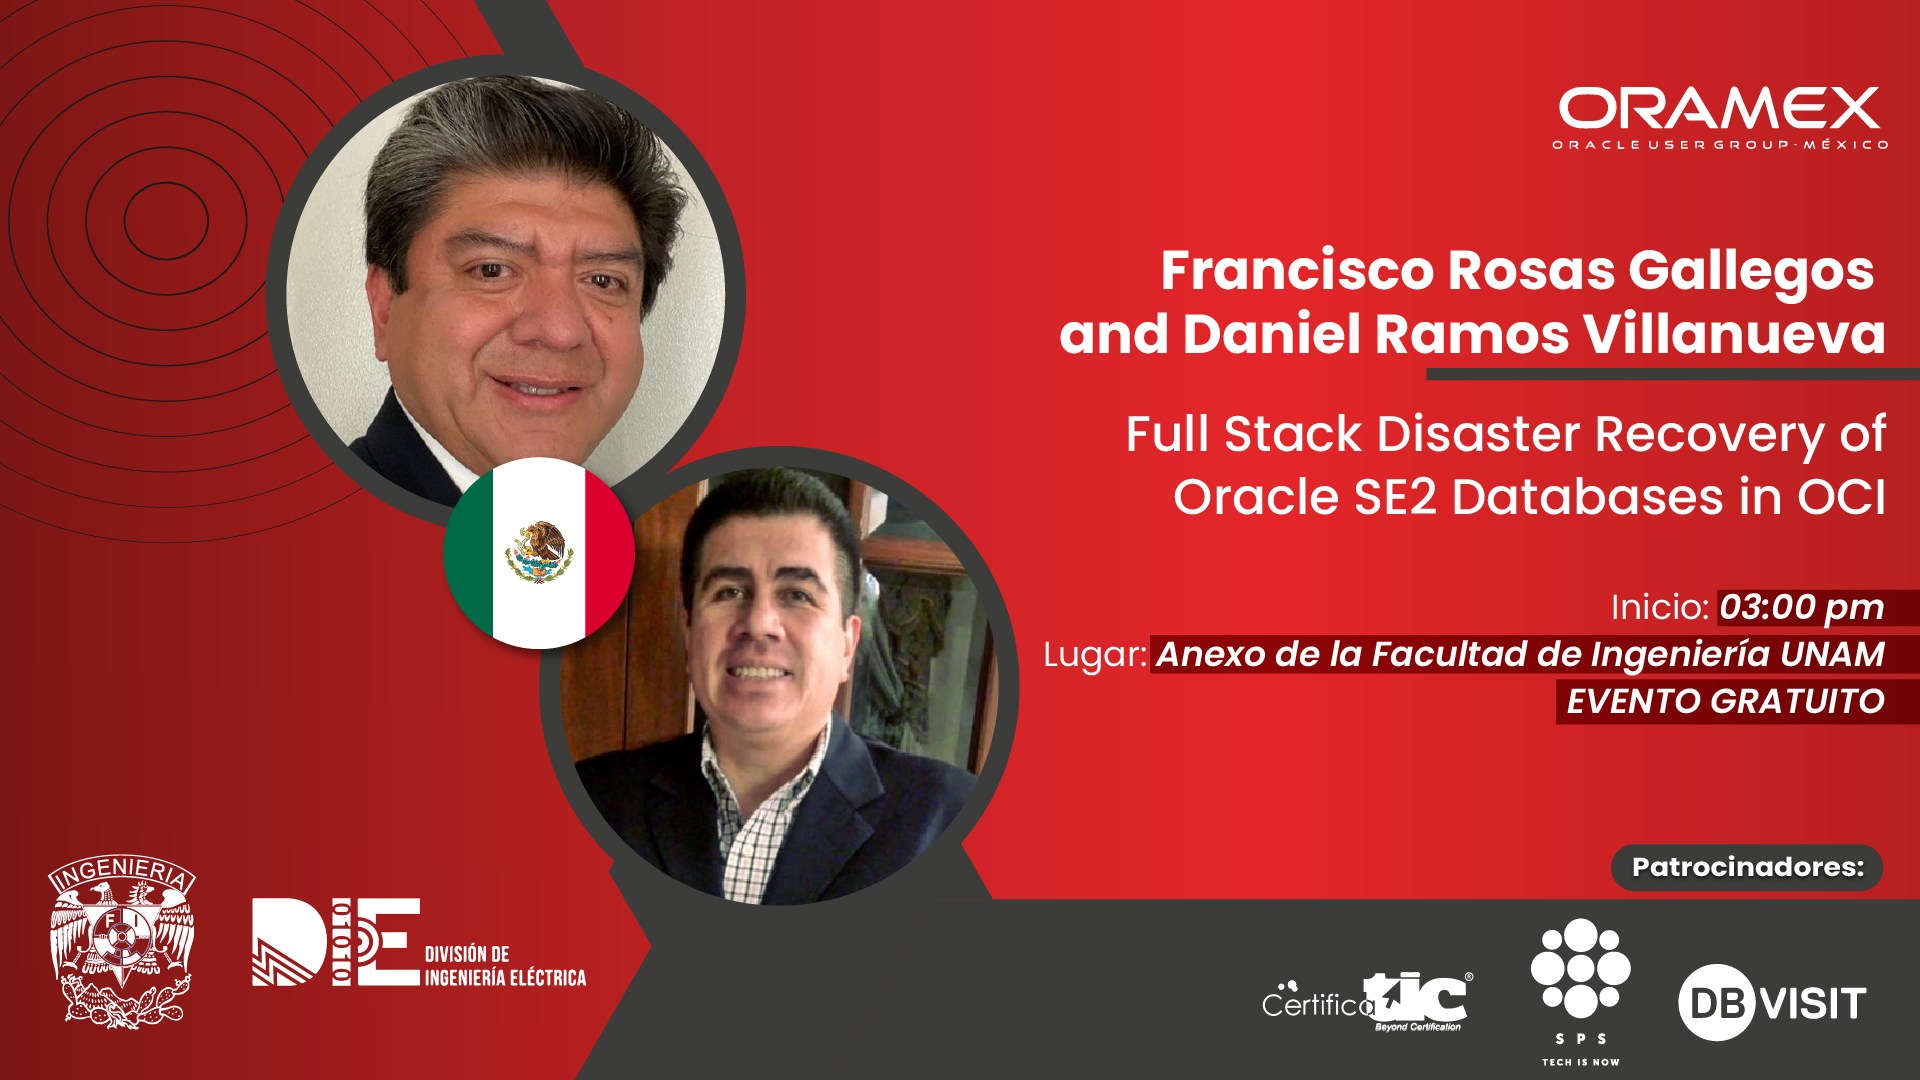 ORAMEX
ORACLE USER GROUP-MÉXICO
Francisco Rosas Gallegos
and Daniel Ramos Villanueva
Full Stack Disaster Recovery of
Oracle SE2 Databases in OCI
Inicio: 03:00 pm
Lugar: Anexo de la Facultad de Ingeniería UNAM
EVENTO GRATUITO
Patrocinadores:
INGENIERIA
F I
DIE
010101010
DIVISIÓN DE
INGENIERÍA ELÉCTRICA
Certificatic®
Beyond Certification
SPS
TECH IS NOW
DBVISIT